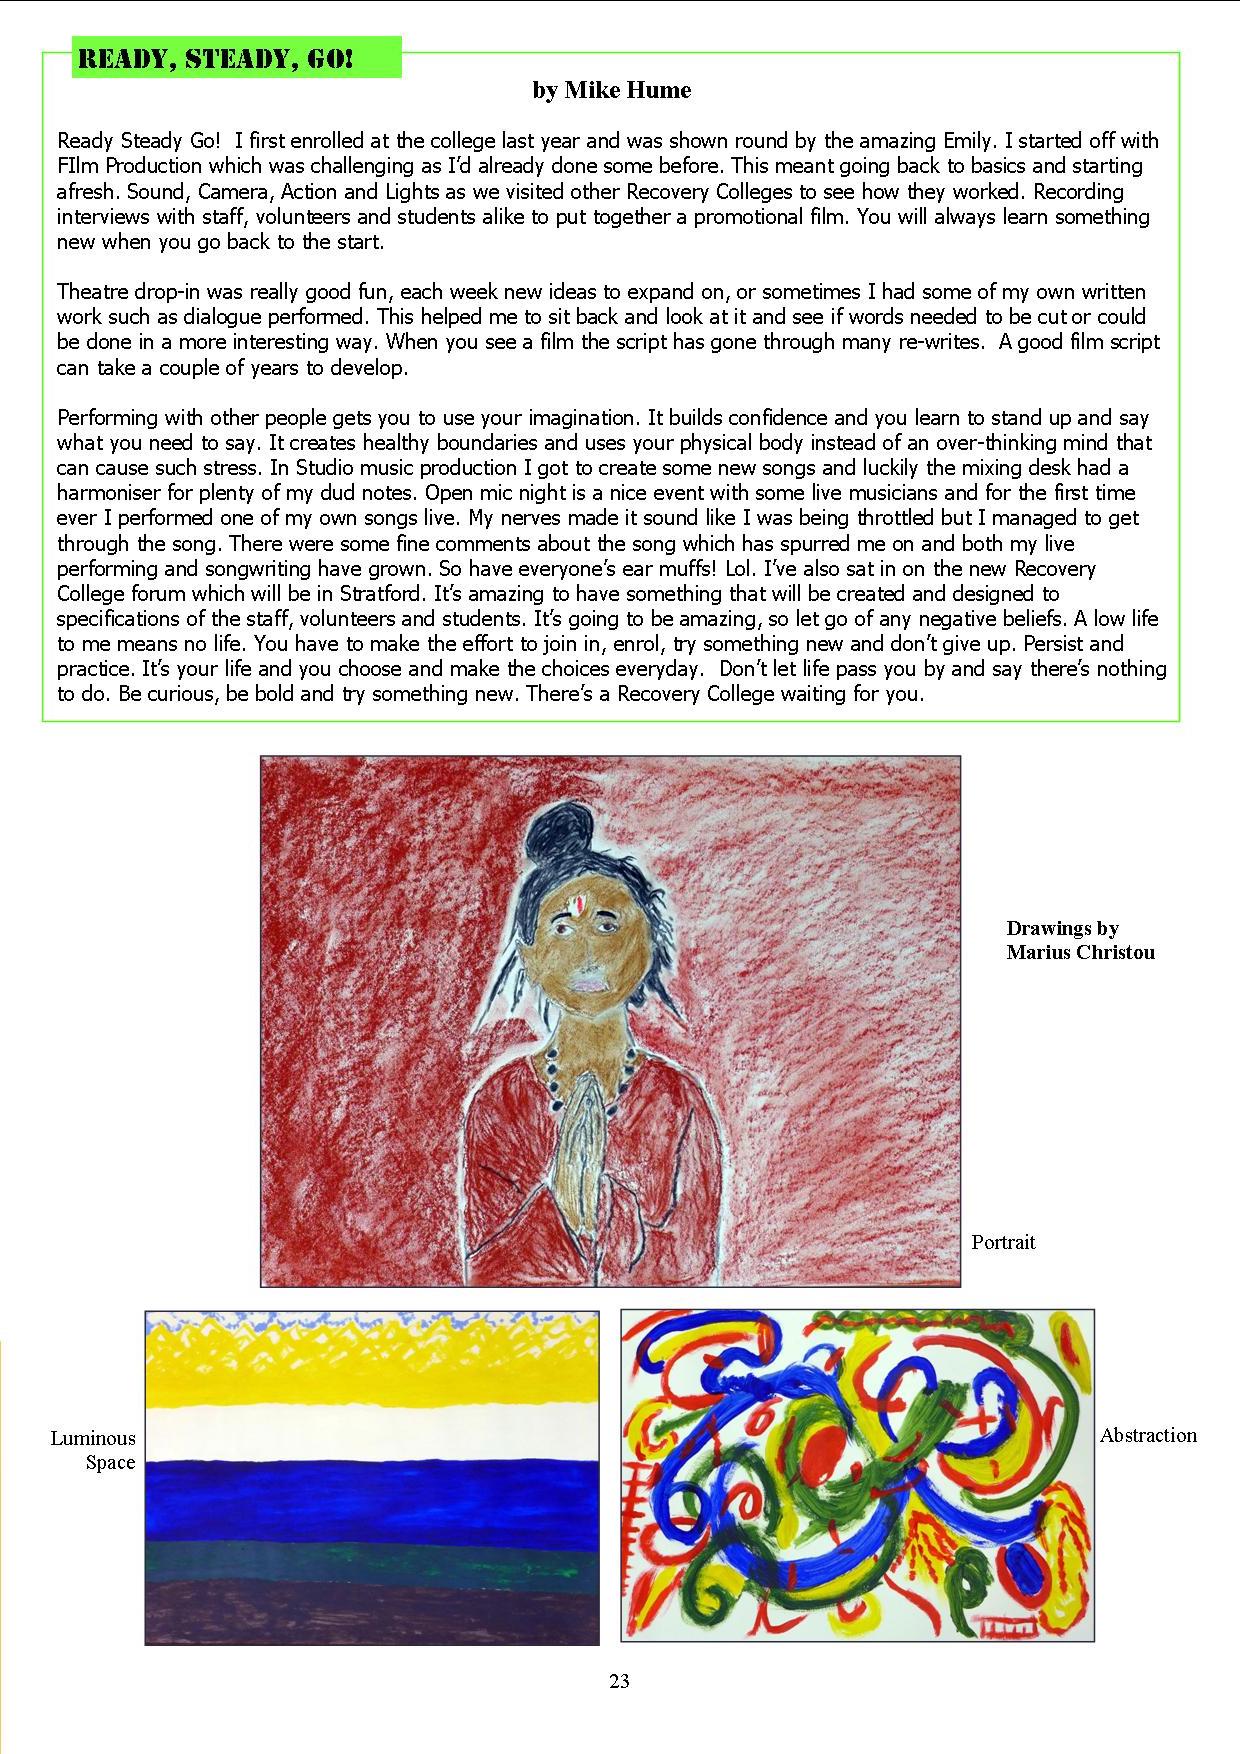 READY, STEADY, GO!
by Mike Hume
Ready Steady Go!  I first enrolled at the college last year and was shown round by the amazing Emily. I started off with
FIlm Production which was challenging as I’d already done some before. This meant going back to basics and starting
afresh. Sound, Camera, Action and Lights as we visited other Recovery Colleges to see how they worked. Recording
interviews with staff, volunteers and students alike to put together a promotional film. You will always learn something
new when you go back to the start.
Theatre drop-in was really good fun, each week new ideas to expand on, or sometimes I had some of my own written
work such as dialogue performed. This helped me to sit back and look at it and see if words needed to be cut or could
be done in a more interesting way. When you see a film the script has gone through many re-writes.  A good film script
can take a couple of years to develop.
Performing with other people gets you to use your imagination. It builds confidence and you learn to stand up and say
what you need to say. It creates healthy boundaries and uses your physical body instead of an over-thinking mind that
can cause such stress. In Studio music production I got to create some new songs and luckily the mixing desk had a
harmoniser for plenty of my dud notes. Open mic night is a nice event with some live musicians and for the first time
ever I performed one of my own songs live. My nerves made it sound like I was being throttled but I managed to get
through the song. There were some fine comments about the song which has spurred me on and both my live
performing and songwriting have grown. So have everyone’s ear muffs! Lol. I’ve also sat in on the new Recovery
College forum which will be in Stratford. It’s amazing to have something that will be created and designed to
specifications of the staff, volunteers and students. It’s going to be amazing, so let go of any negative beliefs. A low life
to me means no life. You have to make the effort to join in, enrol, try something new and don’t give up. Persist and
practice. It’s your life and you choose and make the choices everyday.  Don’t let life pass you by and say there’s nothing
to do. Be curious, be bold and try something new. There’s a Recovery College waiting for you.
Drawings by
Marius Christou
Portrait
Luminous
Space
Abstraction
23